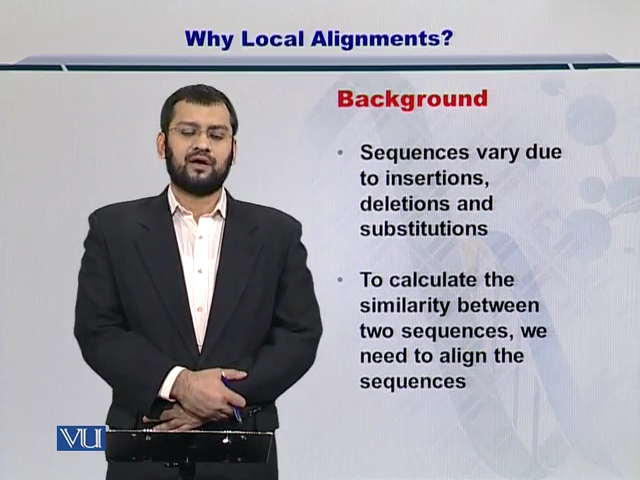 Why Local Alignments?
Background
• Sequences vary due
to insertions,
deletions and
substitutions
• To calculate the
similarity between
two sequences, we
need to align the
sequences
VU